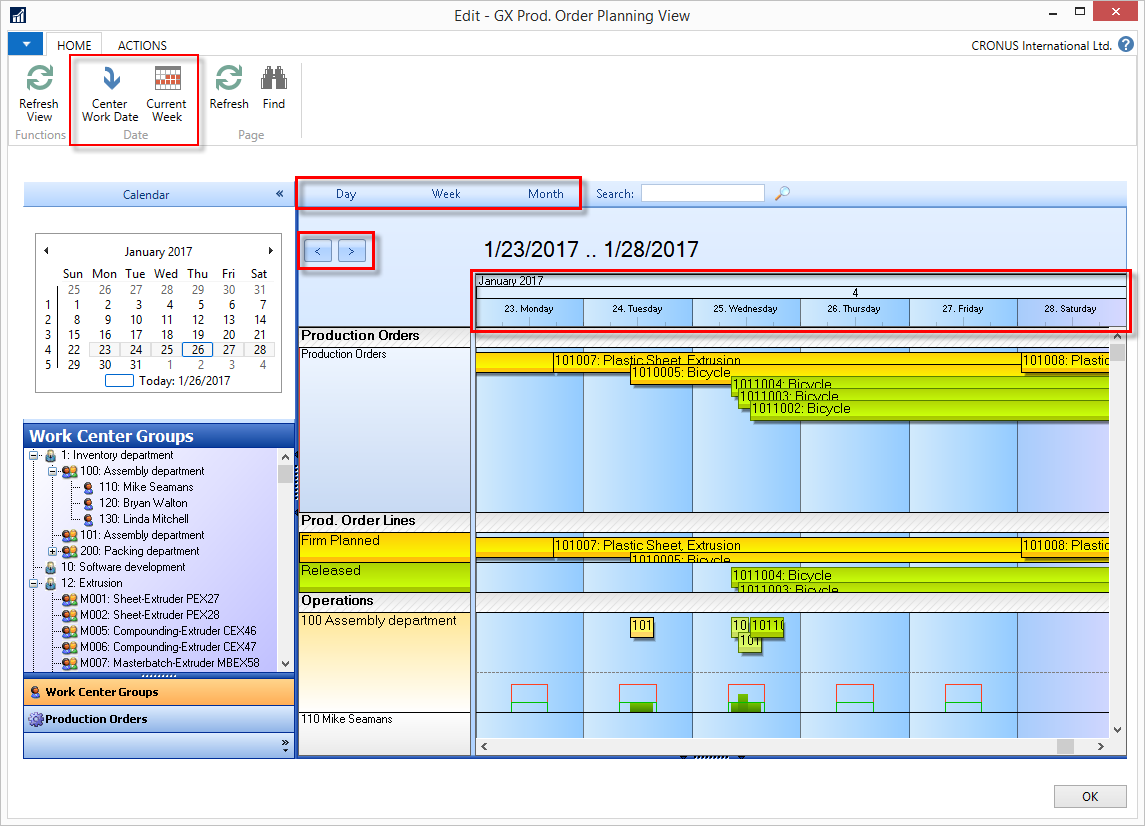 Edit - GX Prod. Order Planning View
HOME ACTIONS
CRONUS International Ltd.
Refresh View
Center Work Date
Current Week
Refresh
Find
Functions
Date
Page
Calendar «
Day Week Month
Search:
January 2017
Sun Mon Tue Wed Thu Fri Sat
25 26 27 28 29 30 31
1 1 2 3 4 5 6 7
2 8 9 10 11 12 13 14
3 15 16 17 18 19 20 21
4 22 23 24 25 26 27 28
5 29 30 31 1 2 3 4
Today: 1/26/2017
Work Center Groups
1: Inventory department
100: Assembly department
110: Mike Seamans
120: Bryan Walton
130: Linda Mitchell
101: Assembly department
200: Packing department
10: Software development
12: Extrusion
M001: Sheet-Extruder PEX27
M002: Sheet-Extruder PEX28
M005: Compounding-Extruder CEX46
M006: Compounding-Extruder CEX47
M007: Masterbatch-Extruder MBEX58
Work Center Groups
Production Orders
»
< >
1/23/2017 .. 1/28/2017
January 2017
4
23. Monday 24. Tuesday 25. Wednesday 26. Thursday 27. Friday 28. Saturday
Production Orders
Production Orders
101007: Plastic Sheet, Extrusion
101008: Plastic
1010005: Bicycle
1011004: Bicycle
1011003: Bicycle
1011002: Bicycle
Prod. Order Lines
Firm Planned
101007: Plastic Sheet, Extrusion
101008: Plastic
1010005: Bicycle
Released
1011004: Bicycle
1011003: Bicycle
Operations
100 Assembly department
101
10
1011
101
110 Mike Seamans
OK